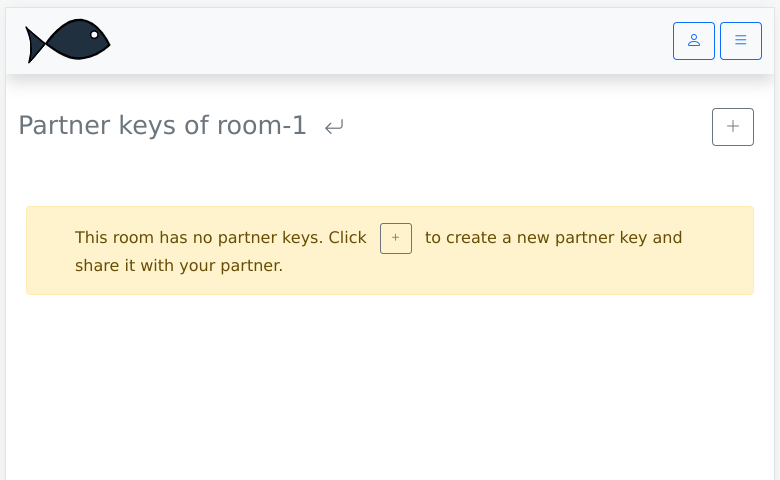 Partner keys of room-1
This room has no partner keys. Click + to create a new partner key and
share it with your partner.